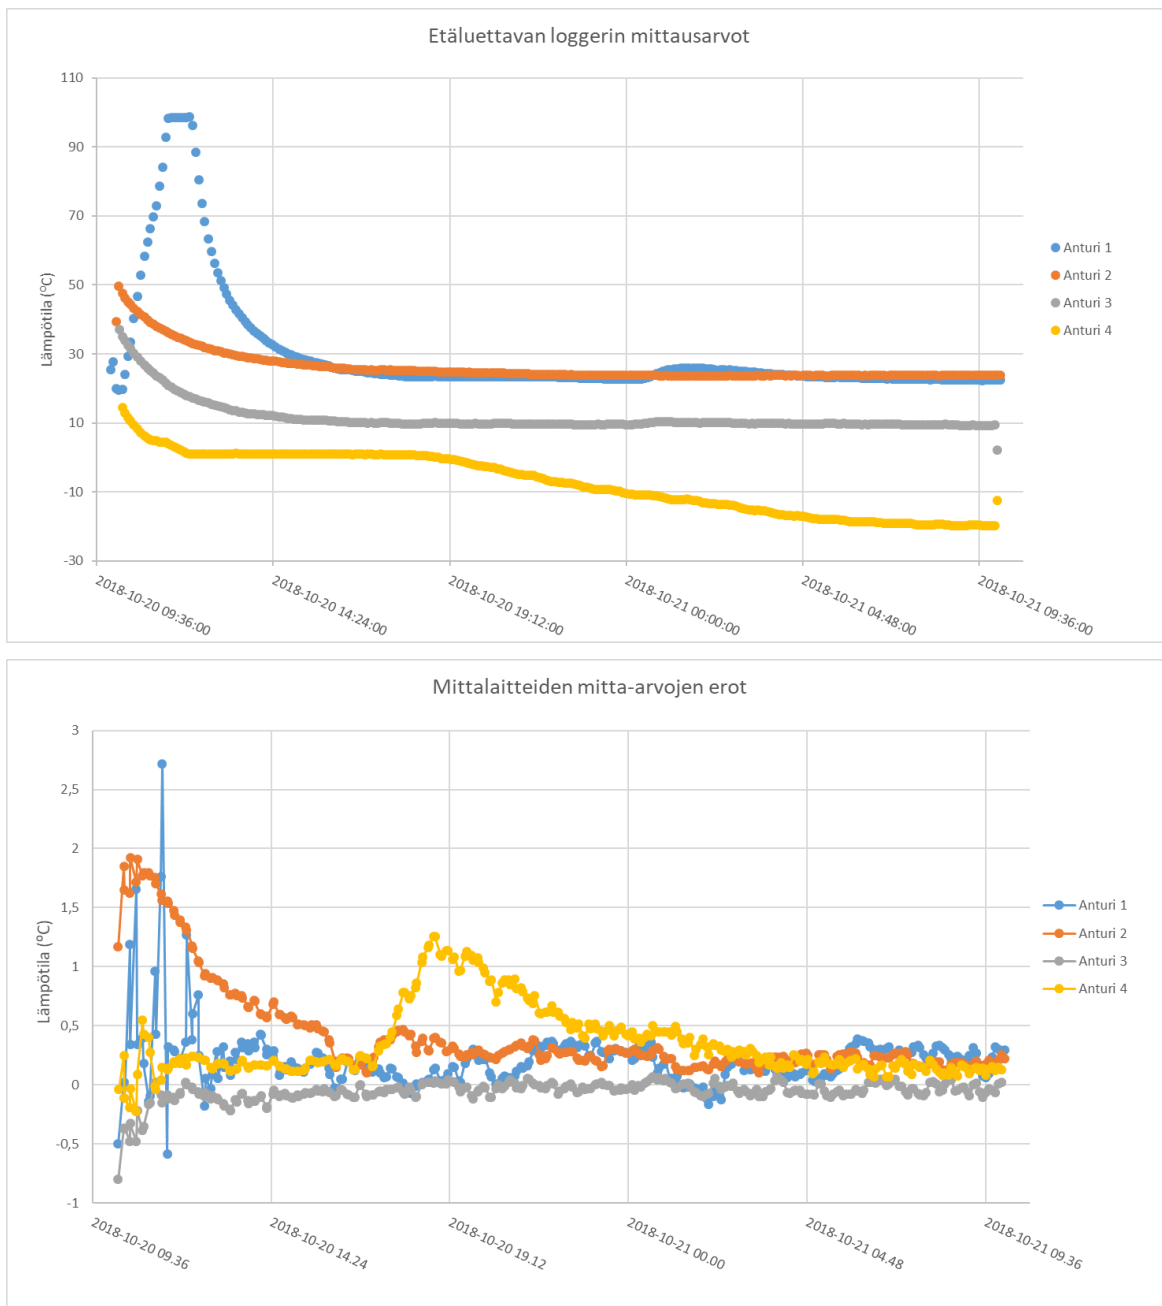 Etäluettavan loggerin mittausarvot
110
90
70
50
30
10
-10
-30
Lämpötila (°C)
2018-10-20 09:36:00
2018-10-20 14:24:00
2018-10-20 19:12:00
2018-10-21 00:00:00
2018-10-21 04:48:00
2018-10-21 09:36:00
Anturi 1
Anturi 2
Anturi 3
Anturi 4
Mittalaitteiden mitta-arvojen erot
3
2,5
2
1,5
1
0,5
0
-0,5
-1
Lämpötila (°C)
2018-10-20 09.36
2018-10-20 14.24
2018-10-20 19.12
2018-10-21 00.00
2018-10-21 04.48
2018-10-21 09.36
Anturi 1
Anturi 2
Anturi 3
Anturi 4